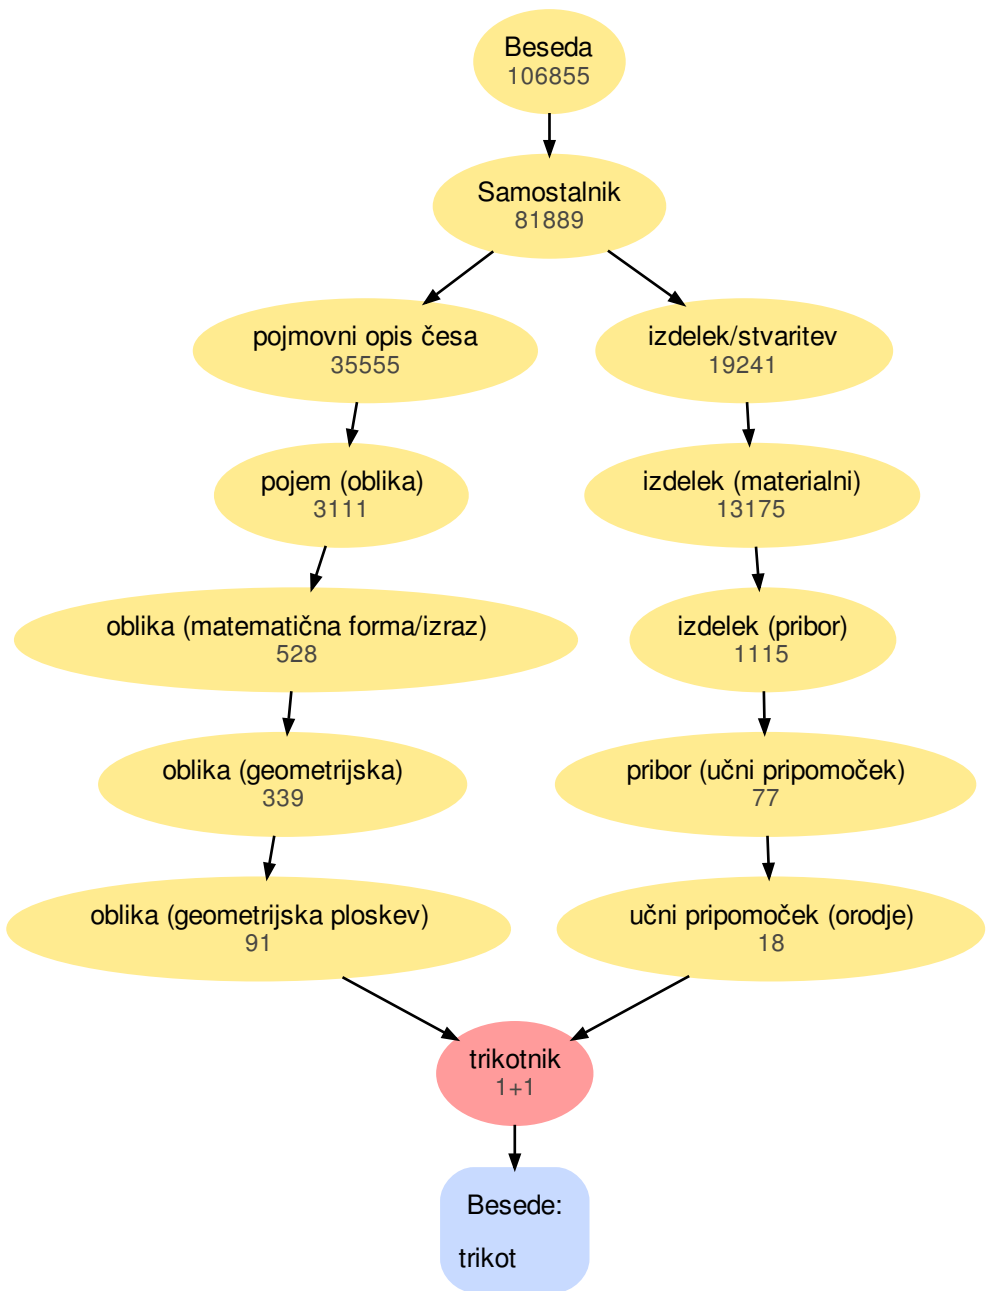 Beseda
106855
Samostalnik
81889
pojmovni opis česa
35555
izdelek/stvaritev
19241
pojem (oblika)
3111
izdelek (materialni)
13175
oblika (matematična forma/izraz)
528
izdelek (pribor)
1115
oblika (geometrijska)
339
pribor (učni pripomoček)
77
oblika (geometrijska ploskev)
91
učni pripomoček (orodje)
18
trikotnik
1+1
Besede:
trikot